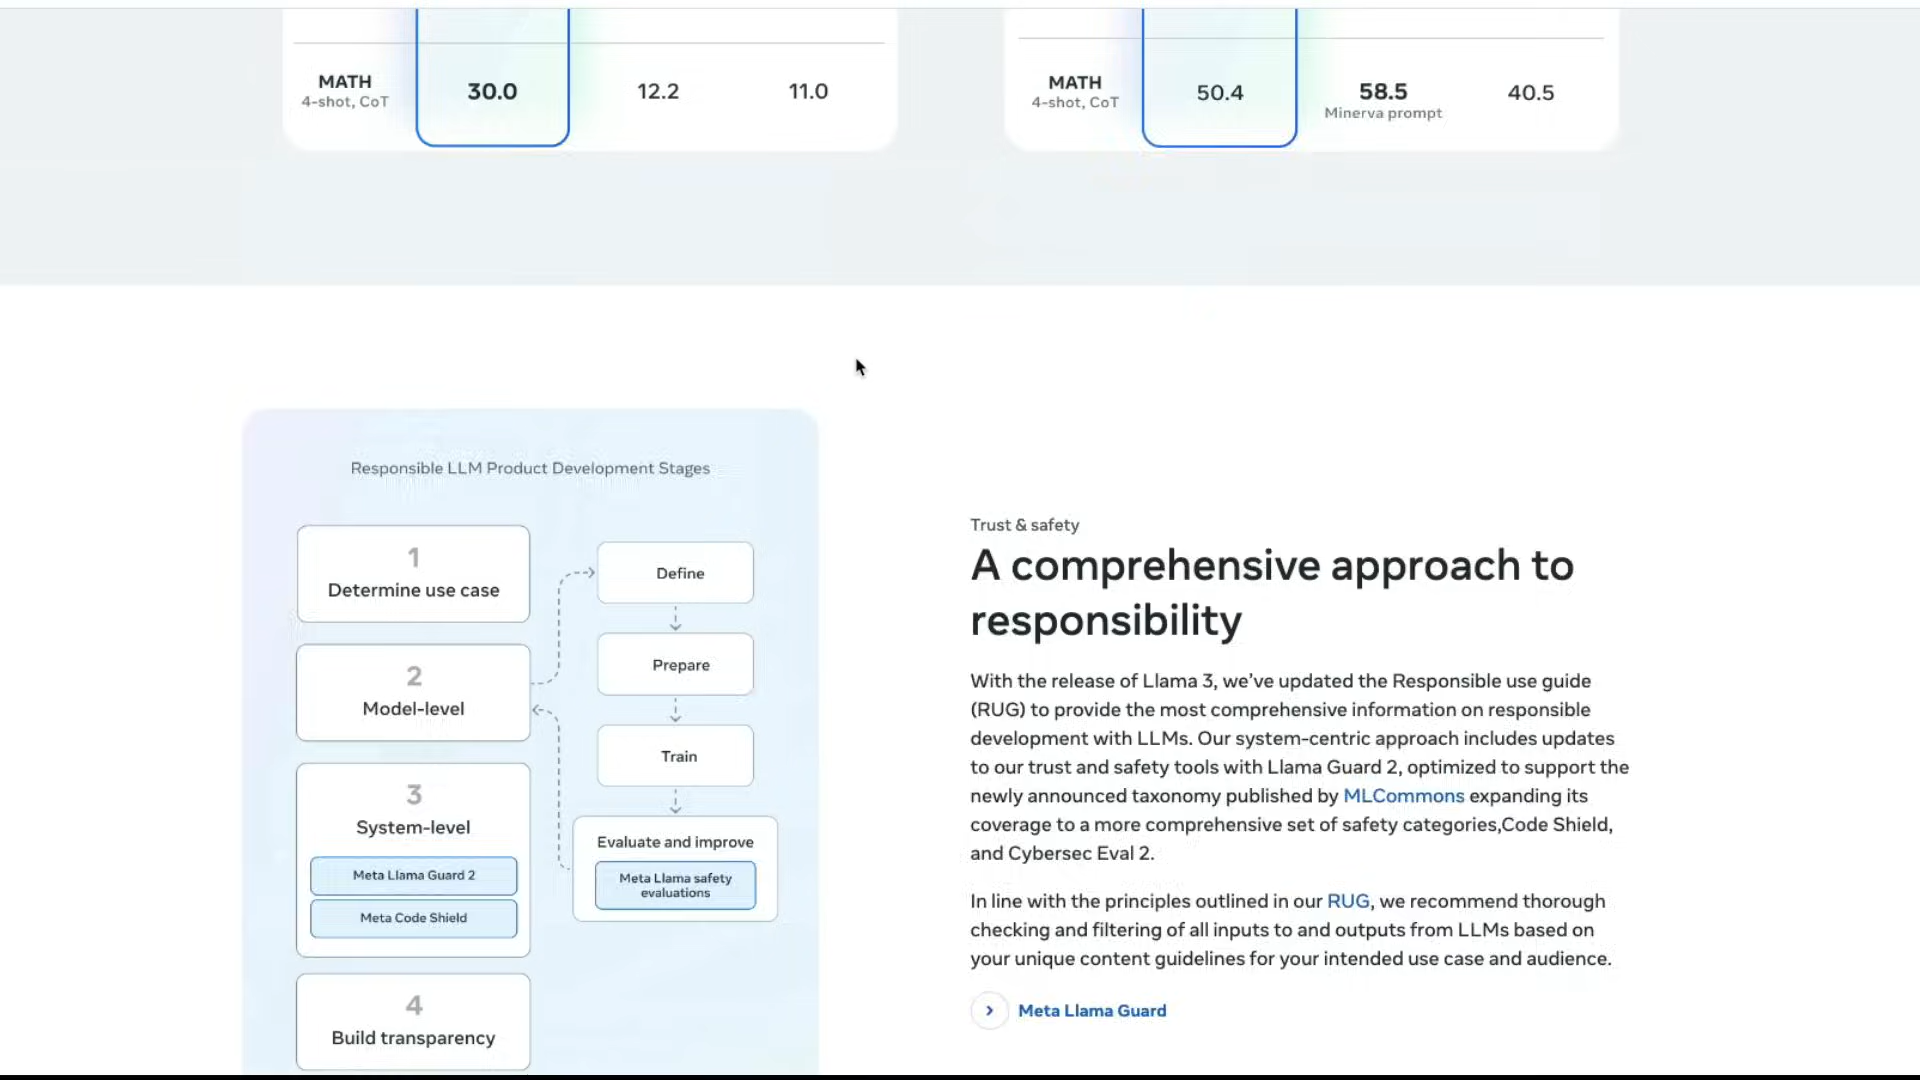 MATH
4-shot, CoT
30.0
12.2
11.0
MATH
4-shot, CoT
50.4
58.5
Minerva prompt
40.5
Responsible LLM Product Development Stages
1
Determine use case
2
Model-level
3
System-level
Meta Llama Guard 2
Meta Code Shield
4
Build transparency
Define
Prepare
Train
Evaluate and improve
Meta Llama safety
evaluations
Trust & safety
A comprehensive approach to
responsibility
With the release of Llama 3, we’ve updated the Responsible use guide
(RUG) to provide the most comprehensive information on responsible
development with LLMs. Our system-centric approach includes updates
to our trust and safety tools with Llama Guard 2, optimized to support the
newly announced taxonomy published by MLCommons expanding its
coverage to a more comprehensive set of safety categories,Code Shield,
and Cybersec Eval 2.
In line with the principles outlined in our RUG, we recommend thorough
checking and filtering of all inputs to and outputs from LLMs based on
your unique content guidelines for your intended use case and audience.
Meta Llama Guard